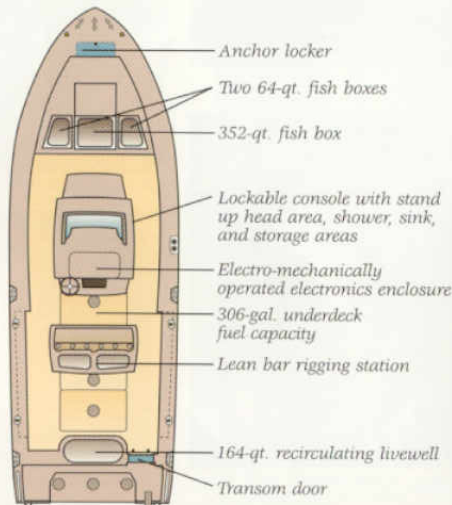 Anchor locker
Two 64-qt. fish boxes
352-qt. fish box
Lockable console with stand
up head area, shower, sink,
and storage areas
Electro-mechanically
operated electronics enclosure
306-gal. underdeck
fuel capacity
Lean bar rigging station
164-qt. recirculating livewell
Transom door